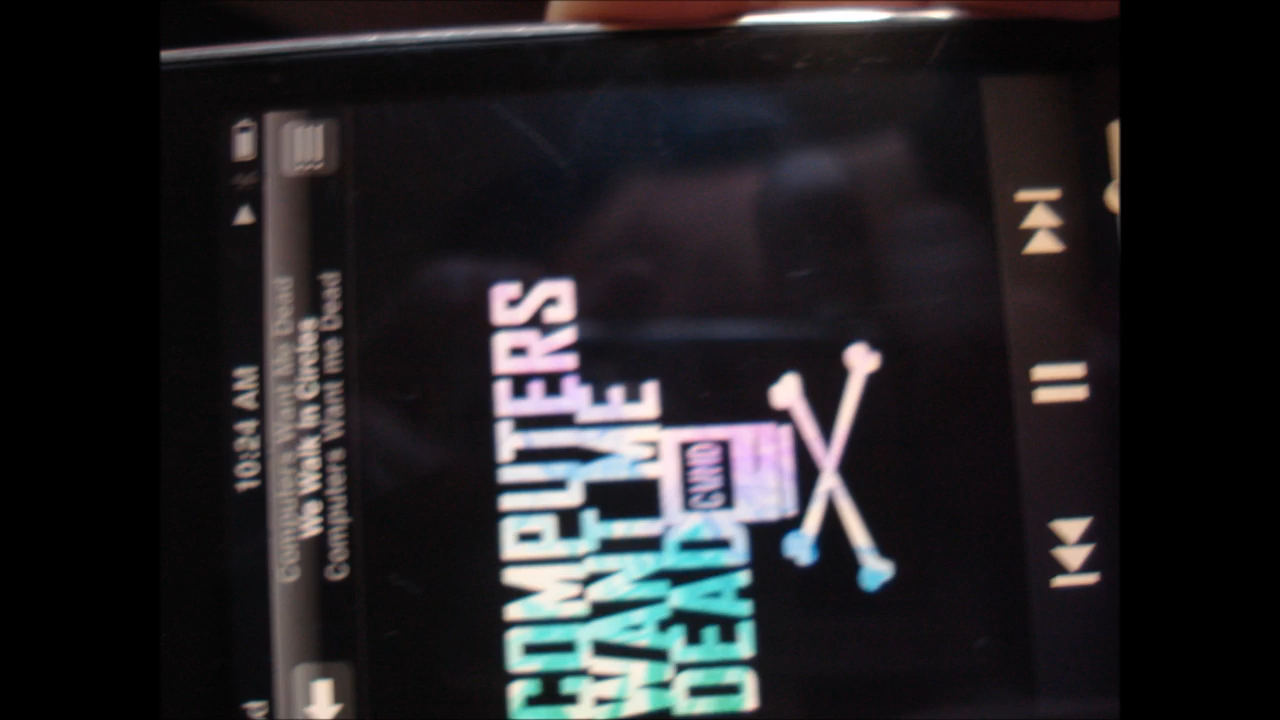 10:24 AM
Computers Want Me Dead
We Walk In Circles
Computers Want me Dead
COMPUTERS
WANT ME
DEAD
CWMD